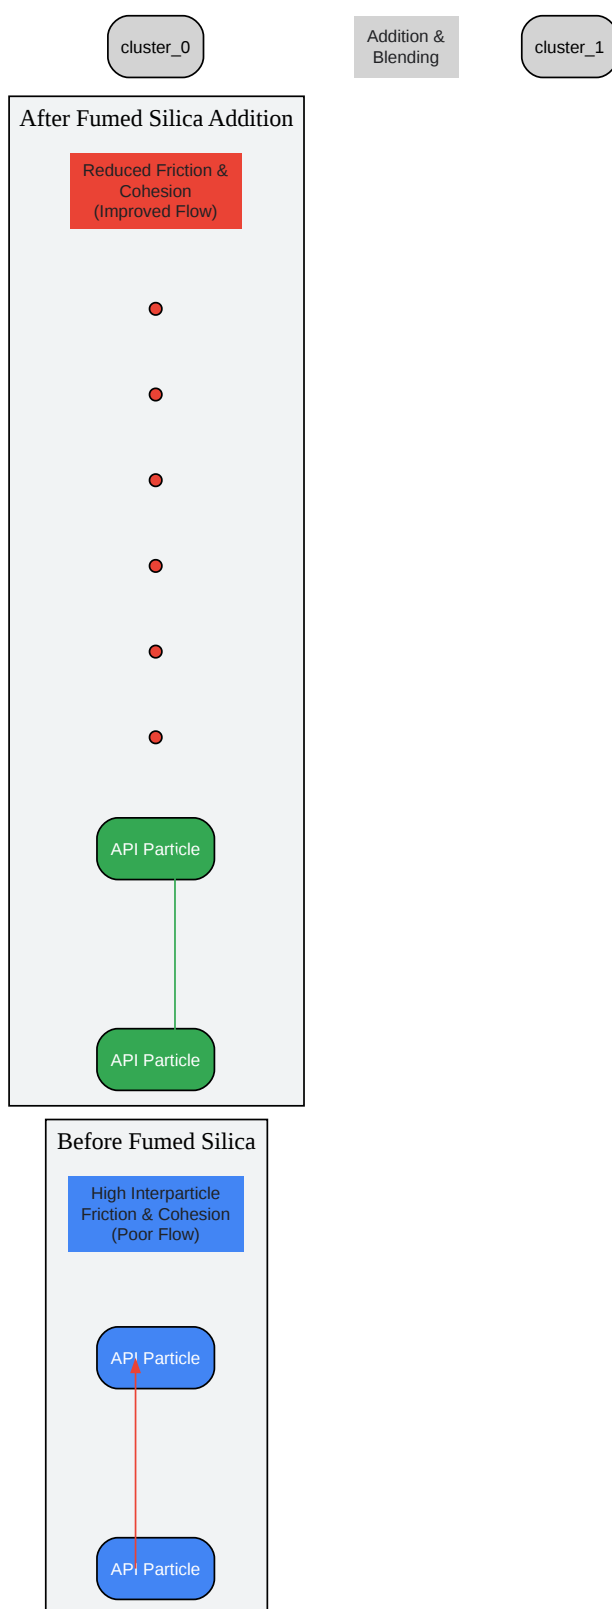 cluster_0
Addition &
Blending
cluster_1
After Fumed Silica Addition
Reduced Friction &
Cohesion
(Improved Flow)
API Particle
API Particle
Before Fumed Silica
High Interparticle
Friction & Cohesion
(Poor Flow)
API Particle
API Particle